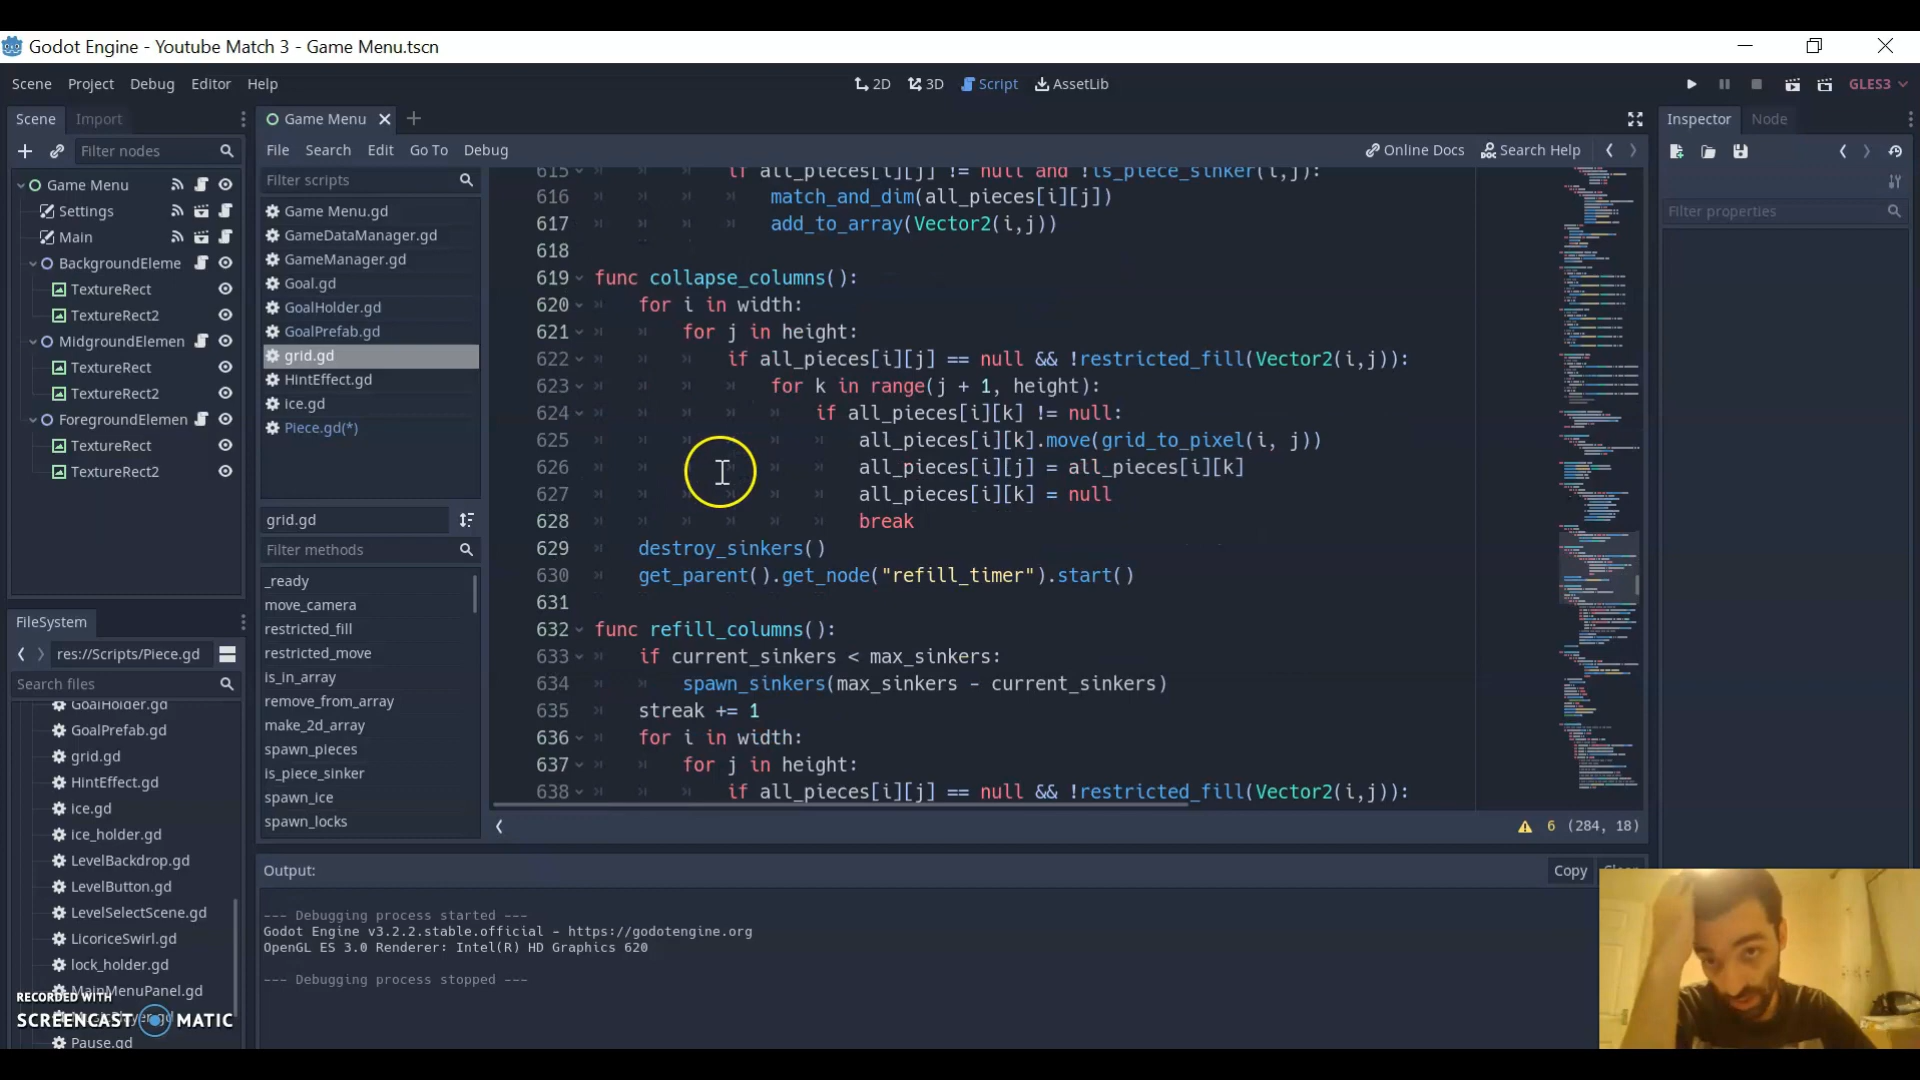 Godot Engine - Youtube Match 3 - Game Menu.tscn
Scene Project Debug Editor Help
2D 3D Script AssetLib
GLES3
Scene Import
Game Menu
Inspector Node
Filter nodes
File Search Edit Go To Debug
Online Docs Search Help
Filter scripts
Filter properties
Game Menu
Settings
Main
BackgroundEleme
TextureRect
TextureRect2
MidgroundElemen
TextureRect
TextureRect2
ForegroundElemen
TextureRect
TextureRect2
Game Menu.gd
GameDataManager.gd
GameManager.gd
Goal.gd
GoalHolder.gd
GoalPrefab.gd
grid.gd
HintEffect.gd
ice.gd
Piece.gd(*)
grid.gd
Filter methods
_ready
move_camera
restricted_fill
restricted_move
is_in_array
remove_from_array
make_2d_array
spawn_pieces
is_piece_sinker
spawn_ice
spawn_locks
615 if all_pieces[i][j] != null and !is_piece_sinker(i,j):
616 match_and_dim(all_pieces[i][j])
617 add_to_array(Vector2(i,j))
618
619 func collapse_columns():
620 for i in width:
621 for j in height:
622 if all_pieces[i][j] == null && !restricted_fill(Vector2(i,j)):
623 for k in range(j + 1, height):
624 if all_pieces[i][k] != null:
625 all_pieces[i][k].move(grid_to_pixel(i, j))
626 all_pieces[i][j] = all_pieces[i][k]
627 all_pieces[i][k] = null
628 break
629 destroy_sinkers()
630 get_parent().get_node("refill_timer").start()
631
632 func refill_columns():
633 if current_sinkers < max_sinkers:
634 spawn_sinkers(max_sinkers - current_sinkers)
635 streak += 1
636 for i in width:
637 for j in height:
638 if all_pieces[i][j] == null && !restricted_fill(Vector2(i,j)):
6 (284, 18)
FileSystem
res://Scripts/Piece.gd
Search files
GoalHolder.gd
GoalPrefab.gd
grid.gd
HintEffect.gd
ice.gd
ice_holder.gd
LevelBackdrop.gd
LevelButton.gd
LevelSelectScene.gd
LicoriceSwirl.gd
lock_holder.gd
MainMenuPanel.gd
Pause.gd
Output:
Copy
--- Debugging process started ---
Godot Engine v3.2.2.stable.official - https://godotengine.org
OpenGL ES 3.0 Renderer: Intel(R) HD Graphics 620
--- Debugging process stopped ---
RECORDED WITH
SCREENCAST MATIC